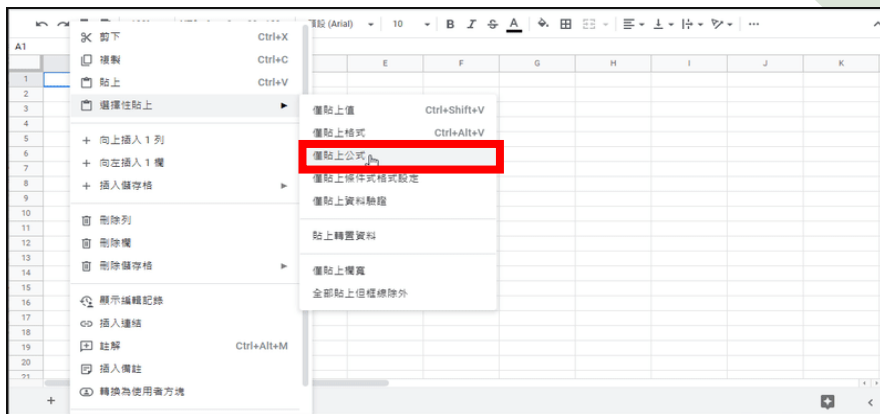 預設 (Arial) 10 B I S A
A1
E F G H I J K
1
2
3
4
5
6
7
8
9
10
11
12
13
14
15
16
17
18
19
20
21
剪下 Ctrl+X
複製 Ctrl+C
貼上 Ctrl+V
選擇性貼上
向上插入 1 列
向左插入 1 欄
插入儲存格
刪除列
刪除欄
刪除儲存格
顯示編輯記錄
插入連結
註解 Ctrl+Alt+M
插入備註
轉換為使用者方塊
僅貼上值 Ctrl+Shift+V
僅貼上格式 Ctrl+Alt+V
僅貼上公式
僅貼上條件式格式設定
僅貼上資料驗證
貼上轉置資料
僅貼上欄寬
全部貼上但框線除外